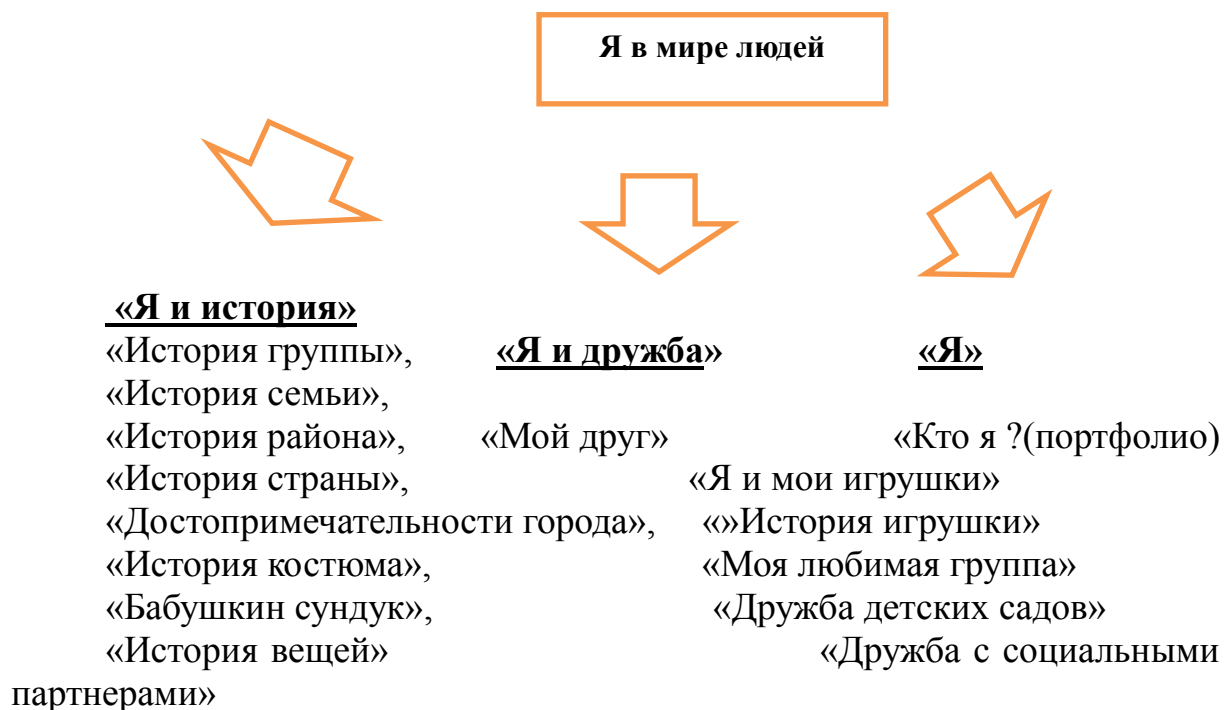 Я в мире людей
«Я и история»
«История группы», «Я и дружба» «Я»
«История семьи»,
«История района», «Мой друг» «Кто я ?(портфолио)
«История страны», «Я и мои игрушки»
«Достопримечательности города», «»История игрушки»
«История костюма», «Моя любимая группа»
«Бабушкин сундук», «Дружба детских садов»
«История вещей» «Дружба с социальными
партнерами»